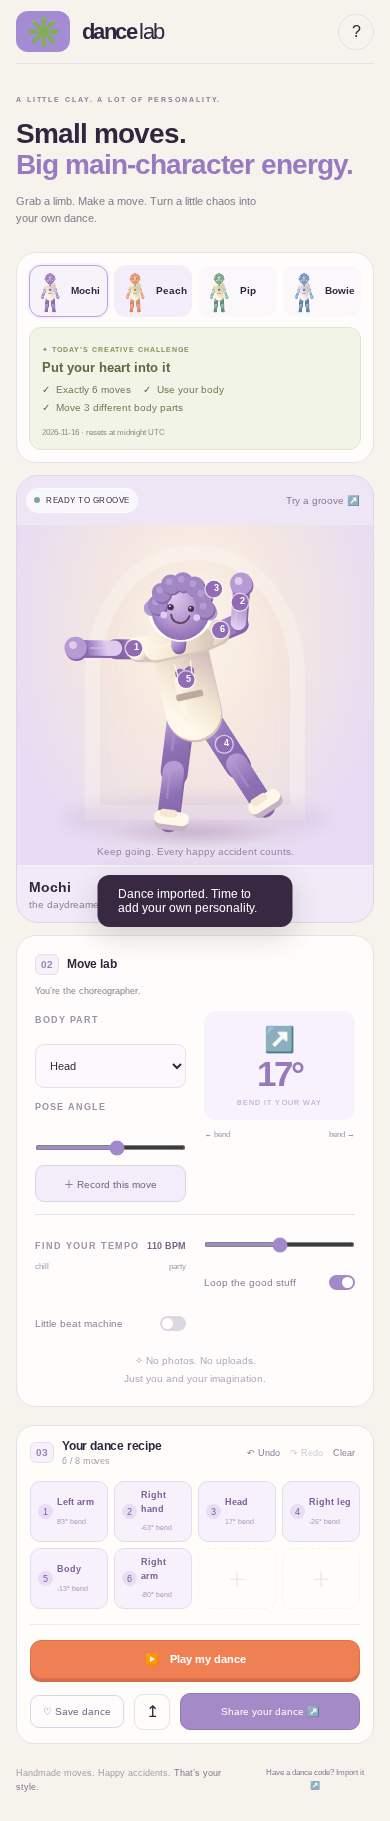 dance lab
?
A LITTLE CLAY. A LOT OF PERSONALITY.
Small moves.
Big main-character energy.
Grab a limb. Make a move. Turn a little chaos into
your own dance.
Mochi
Peach
Pip
Bowie
✦ TODAY'S CREATIVE CHALLENGE
Put your heart into it
✓ Exactly 6 moves ✓ Use your body
✓ Move 3 different body parts
2026-11-16 · resets at midnight UTC
READY TO GROOVE
Try a groove ↗
3
2
6
1
5
4
Keep going. Every happy accident counts.
Mochi
the daydreame
Dance imported. Time to
add your own personality.
02 Move lab
You're the choreographer.
BODY PART
Head
POSE ANGLE
+ Record this move
↗
17°
BEND IT YOUR WAY
← bend bend →
FIND YOUR TEMPO 110 BPM
chill party
Loop the good stuff
Little beat machine
✧ No photos. No uploads.
Just you and your imagination.
03 Your dance recipe
6 / 8 moves
↶ Undo ↷ Redo Clear
1 Left arm
83° bend
2 Right
hand
-63° bend
3 Head
17° bend
4 Right leg
-26° bend
5 Body
-13° bend
6 Right
arm
-80° bend
+
+
▶ Play my dance
♡ Save dance
↥
Share your dance ↗
Handmade moves. Happy accidents. That's your
style.
Have a dance code? Import it
↗